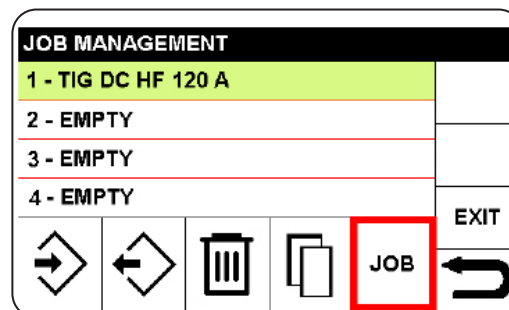 JOB MANAGEMENT
1 - TIG DC HF 120 A
2 - EMPTY
3 - EMPTY
4 - EMPTY
EXIT
JOB